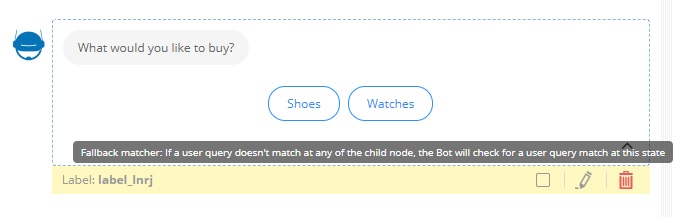 What would you like to buy?
Shoes
Watches
Fallback matcher: If a user query doesn't match at any of the child node, the Bot will check for a user query match at this state
Label: label_lnrj